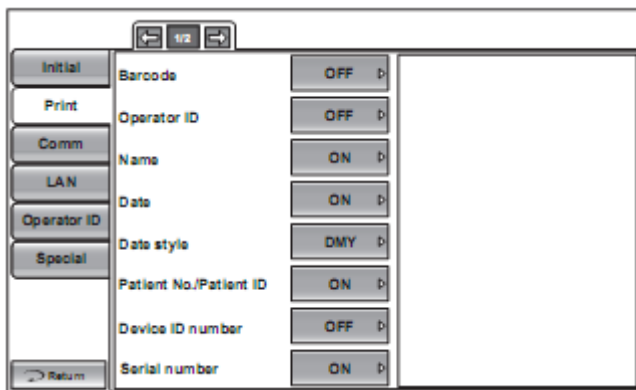 1/2
Initial
Print
Comm
LAN
Operator ID
Special
Return
Barcode OFF
Operator ID OFF
Name ON
Date ON
Date style DMY
Patient No./Patient ID ON
Device ID number OFF
Serial number ON